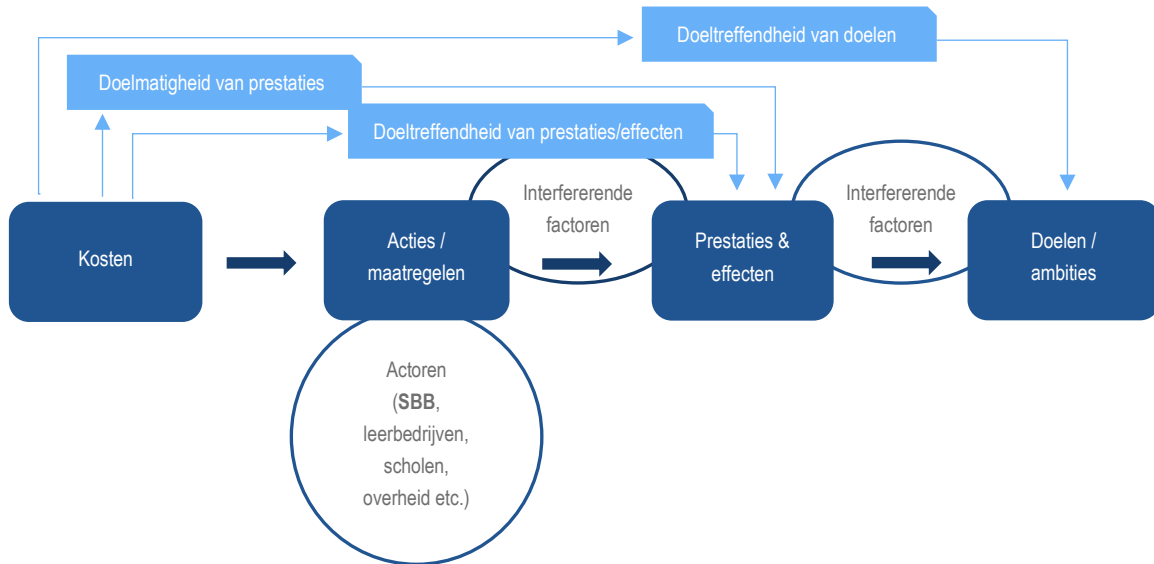 Doeltreffendheid van doelen
Doelmatigheid van prestaties
Doeltreffendheid van prestaties/effecten
Kosten
Acties /
maatregelen
Interfererende
factoren
Prestaties &
effecten
Interfererende
factoren
Doelen /
ambities
Actoren
(SBB,
leerbedrijven,
scholen,
overheid etc.)